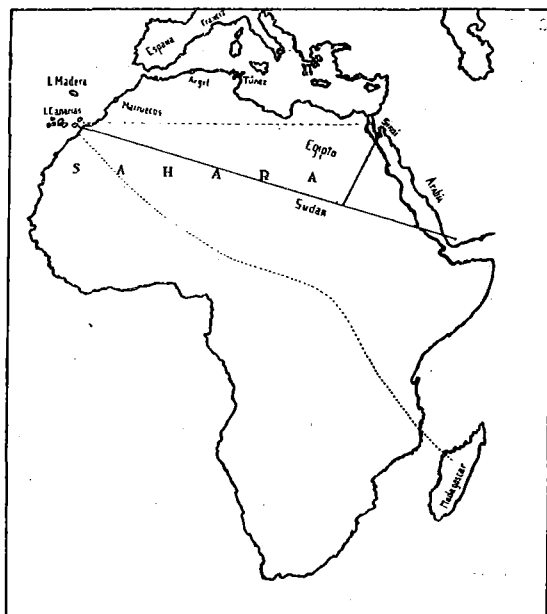 Francia
España
I. Madera
Argel
Túnez
I. Canarias
Marruecos
Sinai
Egipto
Arabia
S A H A R A
Sudan
Madagascar